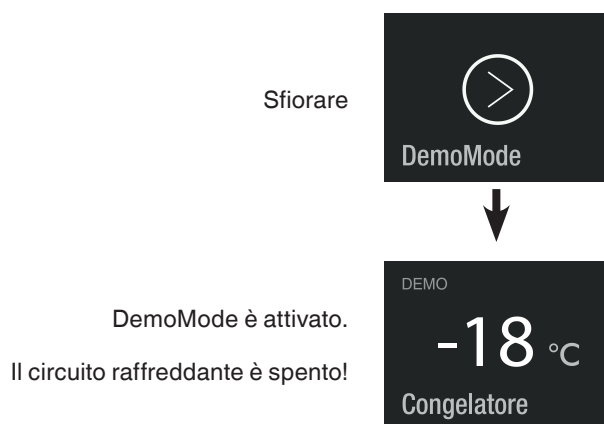 Sfiorare
DemoMode
DEMO
DemoMode è attivato.
-18 °C
Il circuito raffreddante è spento!
Congelatore